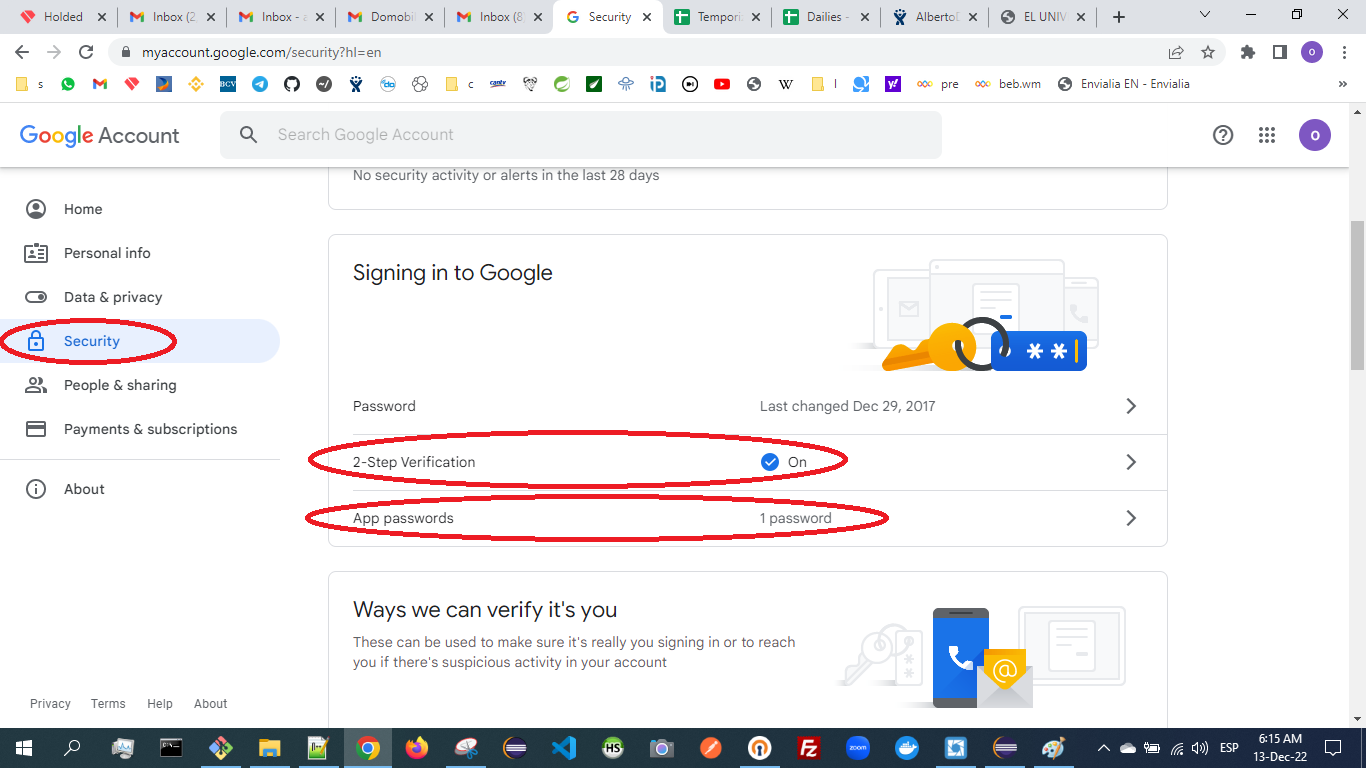 Holded
Inbox (2,
Inbox - a
Domobil
Inbox (8)
Security
Tempori
Dailies -
AlbertoD
EL UNIV
myaccount.google.com/security?hl=en
s
BCV
cantv
c
W
l
pre
beb.wm
Envialia EN - Envialia
»
Google Account
Search Google Account
o
No security activity or alerts in the last 28 days
Home
Personal info
Data & privacy
Security
People & sharing
Payments & subscriptions
About
Signing in to Google
**
Password
Last changed Dec 29, 2017
2-Step Verification
On
App passwords
1 password
Ways we can verify it's you
These can be used to make sure it's really you signing in or to reach
you if there's suspicious activity in your account
@
Privacy
Terms
Help
About
HS
zoom
ESP
6:15 AM
13-Dec-22